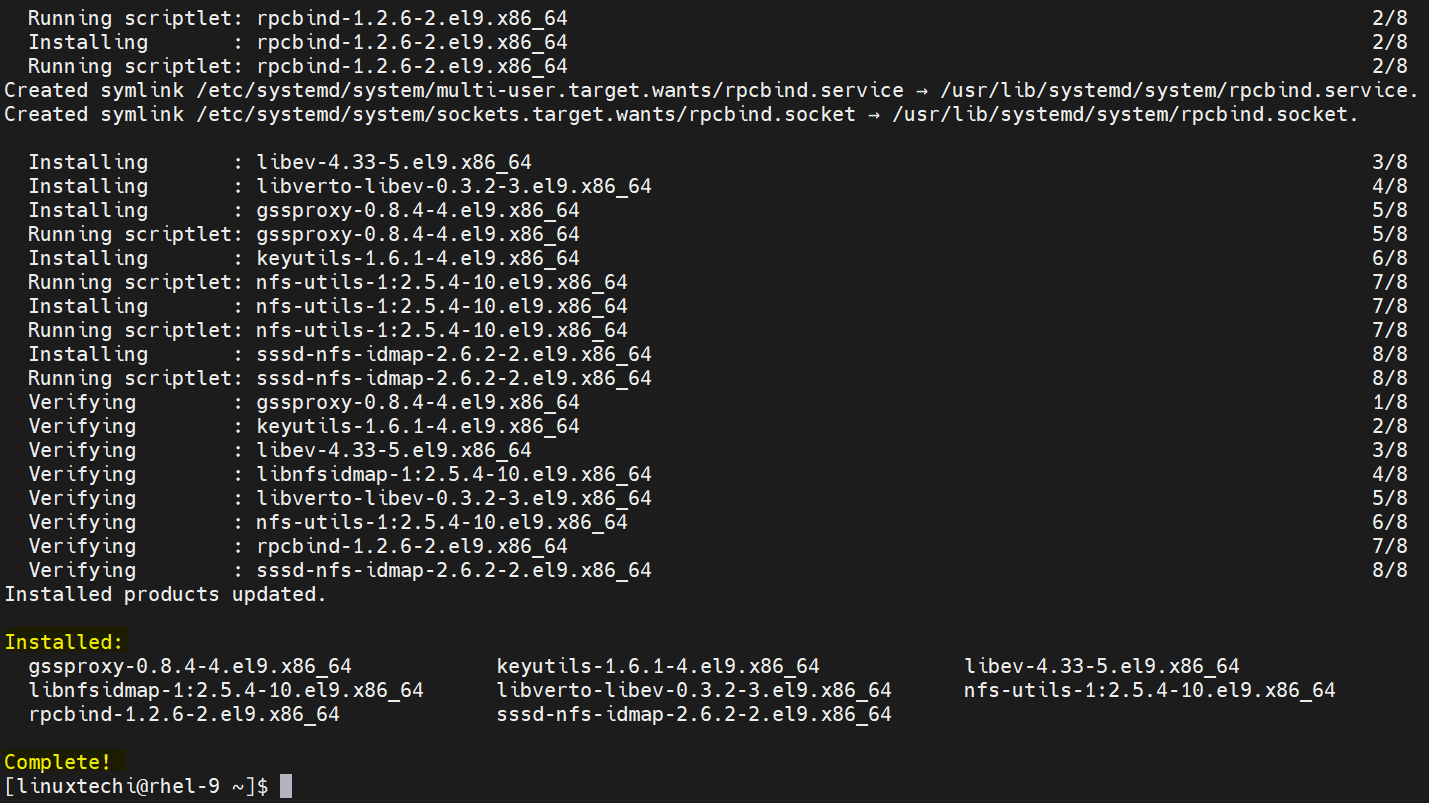 Running scriptlet: rpcbind-1.2.6-2.el9.x86_64                                                                   2/8
  Installing       : rpcbind-1.2.6-2.el9.x86_64                                                                   2/8
  Running scriptlet: rpcbind-1.2.6-2.el9.x86_64                                                                   2/8
Created symlink /etc/systemd/system/multi-user.target.wants/rpcbind.service → /usr/lib/systemd/system/rpcbind.service.
Created symlink /etc/systemd/system/sockets.target.wants/rpcbind.socket → /usr/lib/systemd/system/rpcbind.socket.

  Installing       : libev-4.33-5.el9.x86_64                                                                      3/8
  Installing       : libverto-libev-0.3.2-3.el9.x86_64                                                            4/8
  Installing       : gssproxy-0.8.4-4.el9.x86_64                                                                  5/8
  Running scriptlet: gssproxy-0.8.4-4.el9.x86_64                                                                  5/8
  Installing       : keyutils-1.6.1-4.el9.x86_64                                                                  6/8
  Running scriptlet: nfs-utils-1:2.5.4-10.el9.x86_64                                                              7/8
  Installing       : nfs-utils-1:2.5.4-10.el9.x86_64                                                              7/8
  Running scriptlet: nfs-utils-1:2.5.4-10.el9.x86_64                                                              7/8
  Installing       : sssd-nfs-idmap-2.6.2-2.el9.x86_64                                                            8/8
  Running scriptlet: sssd-nfs-idmap-2.6.2-2.el9.x86_64                                                            8/8
  Verifying        : gssproxy-0.8.4-4.el9.x86_64                                                                  1/8
  Verifying        : keyutils-1.6.1-4.el9.x86_64                                                                  2/8
  Verifying        : libev-4.33-5.el9.x86_64                                                                      3/8
  Verifying        : libnfsidmap-1:2.5.4-10.el9.x86_64                                                            4/8
  Verifying        : libverto-libev-0.3.2-3.el9.x86_64                                                            5/8
  Verifying        : nfs-utils-1:2.5.4-10.el9.x86_64                                                              6/8
  Verifying        : rpcbind-1.2.6-2.el9.x86_64                                                                   7/8
  Verifying        : sssd-nfs-idmap-2.6.2-2.el9.x86_64                                                            8/8
Installed products updated.

Installed:
  gssproxy-0.8.4-4.el9.x86_64            keyutils-1.6.1-4.el9.x86_64            libev-4.33-5.el9.x86_64
  libnfsidmap-1:2.5.4-10.el9.x86_64      libverto-libev-0.3.2-3.el9.x86_64      nfs-utils-1:2.5.4-10.el9.x86_64
  rpcbind-1.2.6-2.el9.x86_64             sssd-nfs-idmap-2.6.2-2.el9.x86_64

Complete!
[linuxtechi@rhel-9 ~]$